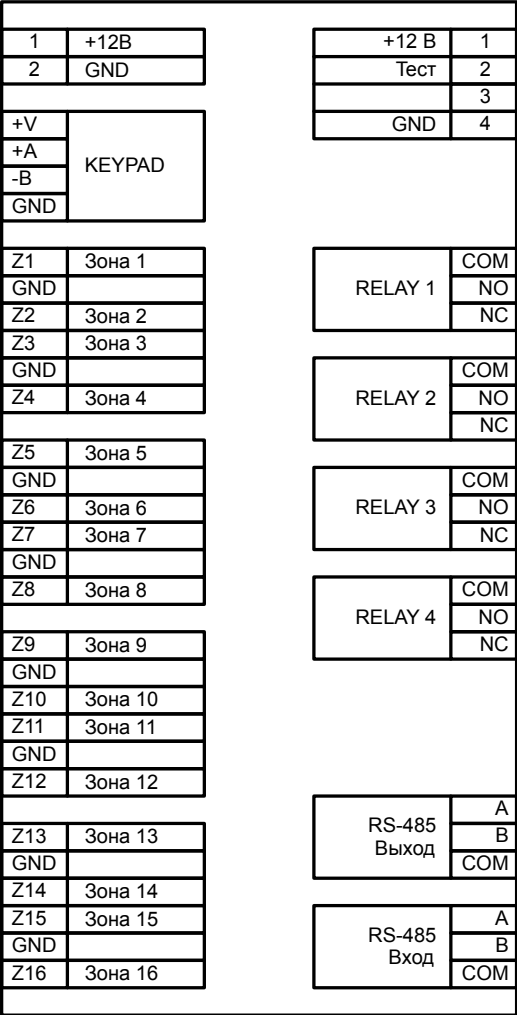 1 +12В
2 GND
+V
+A
-B
GND
KEYPAD
Z1 Зона 1
GND
Z2 Зона 2
Z3 Зона 3
GND
Z4 Зона 4
Z5 Зона 5
GND
Z6 Зона 6
Z7 Зона 7
GND
Z8 Зона 8
Z9 Зона 9
GND
Z10 Зона 10
Z11 Зона 11
GND
Z12 Зона 12
Z13 Зона 13
GND
Z14 Зона 14
Z15 Зона 15
GND
Z16 Зона 16
+12 В 1
Тест 2
3
GND 4
RELAY 1
COM
NO
NC
RELAY 2
COM
NO
NC
RELAY 3
COM
NO
NC
RELAY 4
COM
NO
NC
RS-485
Выход
A
B
COM
RS-485
Вход
A
B
COM